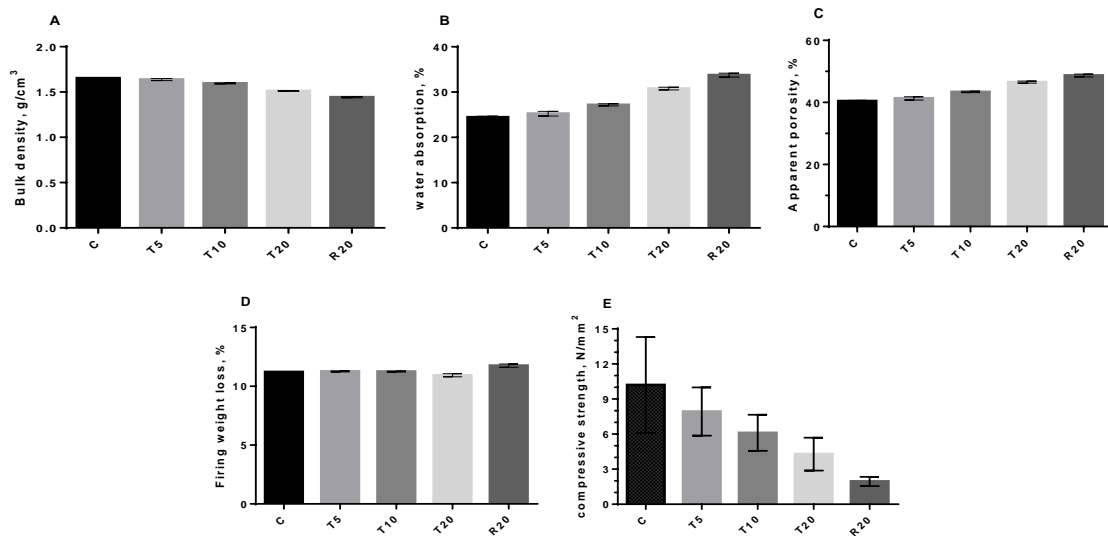 A
Bulk density, g/cm³
2.0
1.5
1.0
0.5
0.0
C
T5
T10
T20
R20
B
water absorption, %
40
30
20
10
0
C
T5
T10
T20
R20
C
Apparent porosity, %
60
40
20
0
C
T5
T10
T20
R20
D
Firing weight loss, %
15
10
5
0
C
T5
T10
T20
R20
E
compressive strength, N/mm²
15
12
9
6
3
0
C
T5
T10
T20
R20